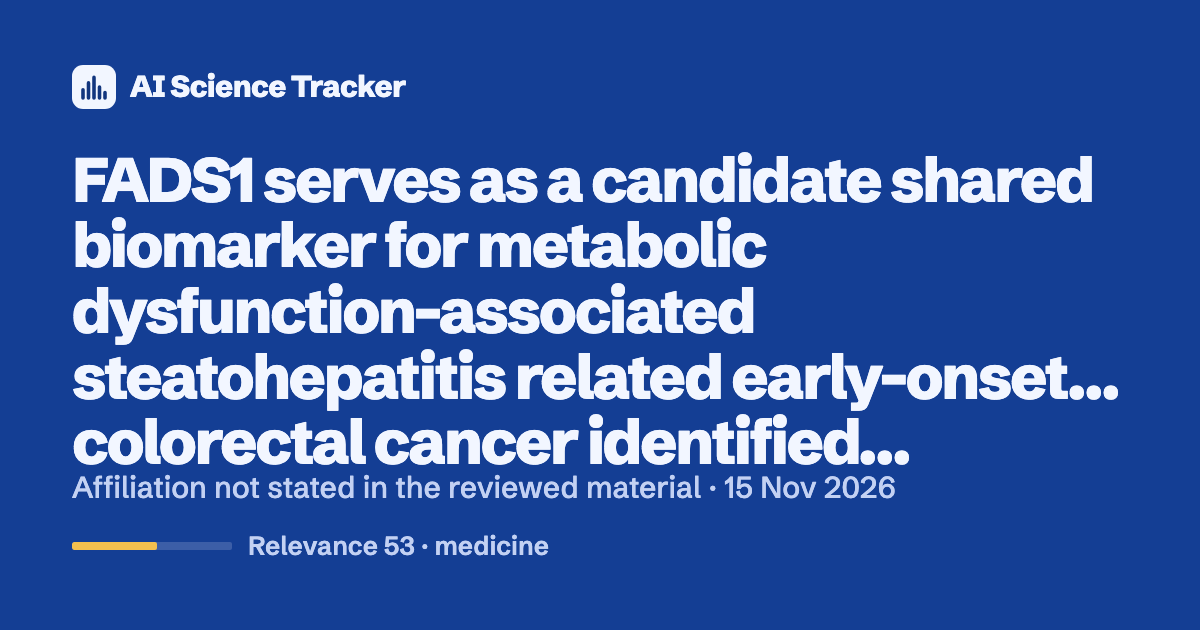 AI Science Tracker
FADS1 serves as a candidate shared
biomarker for metabolic
dysfunction-associated
steatohepatitis related early-onset…
colorectal cancer identified…
Affiliation not stated in the reviewed material · 15 Nov 2026
Relevance 53 · medicine